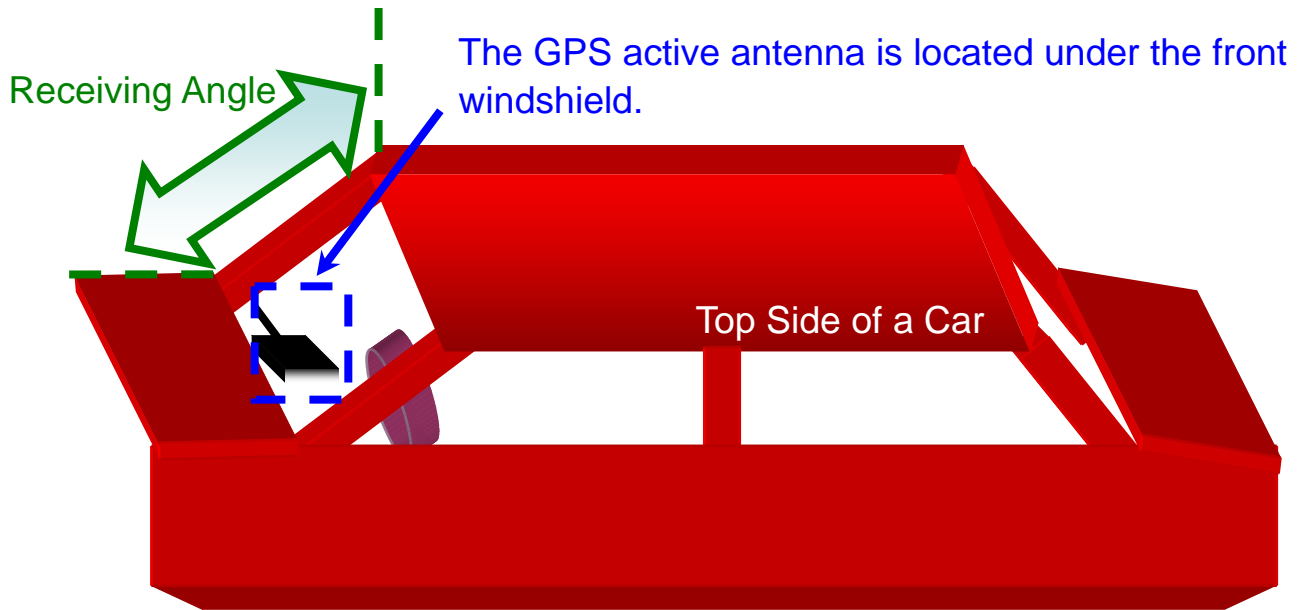 The GPS active antenna is located under the front
windshield.
Receiving Angle
Top Side of a Car